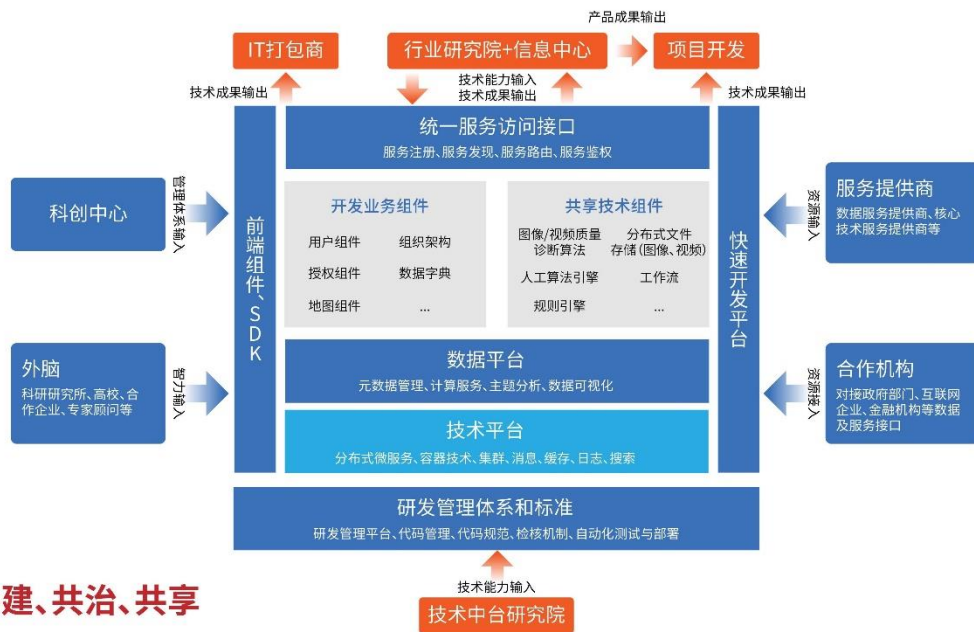 产品成果输出
IT打包商
行业研究院+信息中心
项目开发
技术成果输出
技术能力输入
技术成果输出
技术成果输出
统一服务访问接口
服务注册、服务发现、服务路由、服务鉴权
科创中心
管理体系输入
前端组件、SDK
开发业务组件
用户组件
组织架构
授权组件
数据字典
地图组件
...
共享技术组件
图像/视频质量
诊断算法
分布式文件
存储(图像、视频)
人工算法引擎
工作流
规则引擎
...
快速开发平台
资源输入
服务提供商
数据服务提供商、核心
技术服务提供商等
外脑
科研研究所、高校、合
作企业、专家顾问等
智力输入
数据平台
元数据管理、计算服务、主题分析、数据可视化
资源接入
合作机构
对接政府部门、互联网
企业、金融机构等数据
及服务接口
技术平台
分布式微服务、容器技术、集群、消息、缓存、日志、搜索
研发管理体系和标准
研发管理平台、代码管理、代码规范、检核机制、自动化测试与部署
技术能力输入
技术中台研究院
建、共治、共享